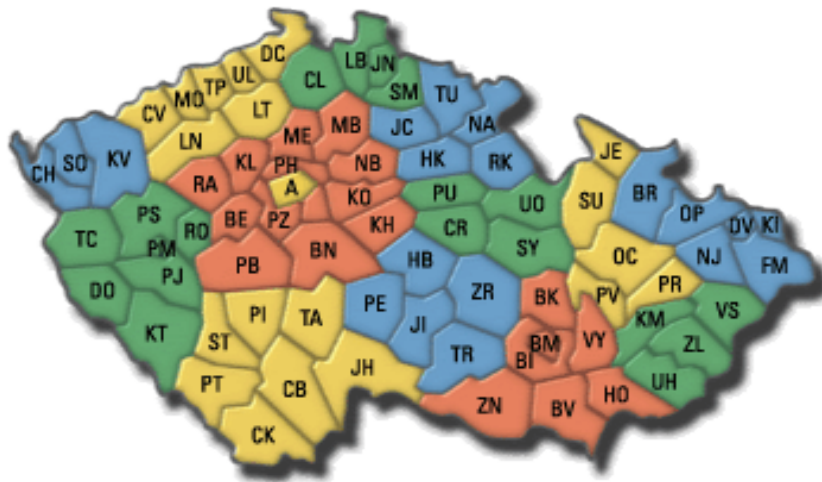 DC
LB
JN
UL
CL
TP
SM
TU
MO
CV
LT
MB
JC
NA
ME
LN
HK
RK
JE
KL
PH
NB
SO
KV
CH
RA
A
KO
PU
UO
SU
BR
OP
PS
RO
BE
PZ
KH
CR
DV
KI
TC
PM
BN
SY
OC
NJ
FM
PJ
PB
HB
DO
PE
ZR
BK
PV
PR
VS
PI
TA
JI
KM
KT
ST
TR
BM
BI
VY
ZL
PT
CB
JH
UH
ZN
BV
HO
CK